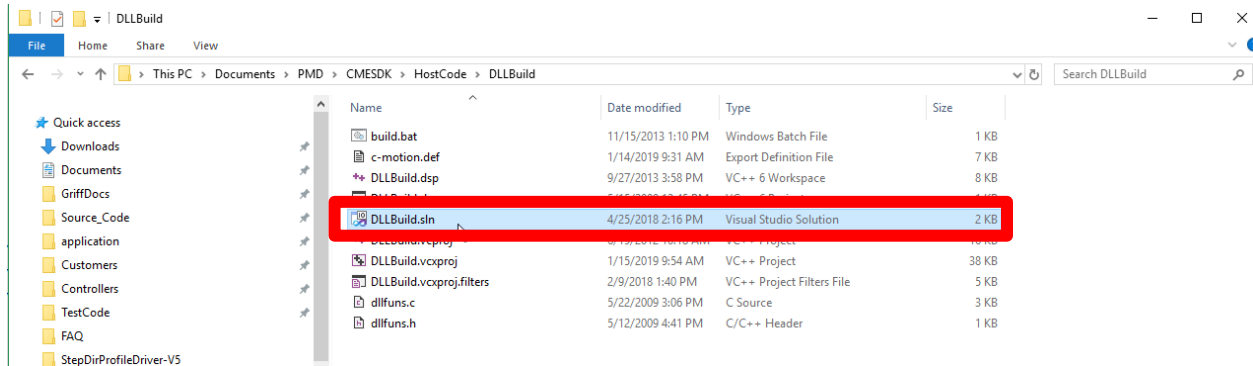 DLLBuild
File Home Share View
This PC > Documents > PMD > CMESDK > HostCode > DLLBuild Search DLLBuild
Name Date modified Type Size
Quick access
Downloads
Documents
GriffDocs
Source_Code
application
Customers
Controllers
TestCode
FAQ
StepDirProfileDriver-V5
build.bat 11/15/2013 1:10 PM Windows Batch File 1 KB
c-motion.def 1/14/2019 9:31 AM Export Definition File 7 KB
DLLBuild.dsp 9/27/2013 3:58 PM VC++ 6 Workspace 8 KB
DLLBuild.sln 4/25/2018 2:16 PM Visual Studio Solution 2 KB
DLLBuild.vcproj VC++ Project
DLLBuild.vcxproj 1/15/2019 9:54 AM VC++ Project 38 KB
DLLBuild.vcxproj.filters 2/9/2018 1:40 PM VC++ Project Filters File 5 KB
dllfuns.c 5/22/2009 3:06 PM C Source 3 KB
dllfuns.h 5/12/2009 4:41 PM C/C++ Header 1 KB